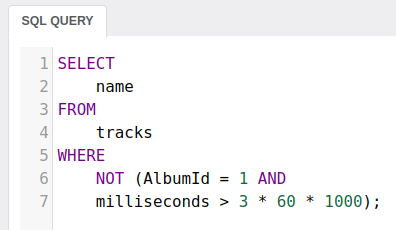 SQL QUERY
1 SELECT
2     name
3 FROM
4     tracks
5 WHERE
6     NOT (AlbumId = 1 AND
7     milliseconds > 3 * 60 * 1000);